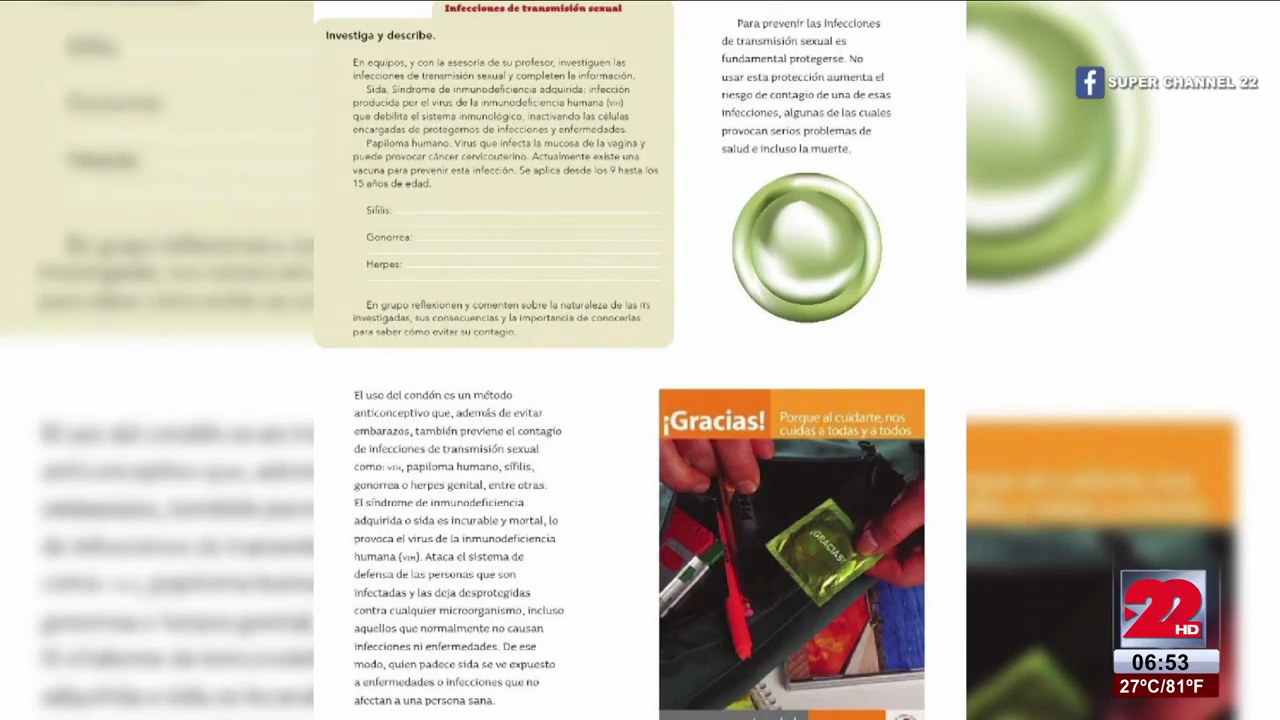 Infecciones de transmisión sexual
Investiga y describe.
En equipos, y con la asesoría de su profesor, investiguen las
infecciones de transmisión sexual y completen la información.
Sida. Síndrome de inmunodeficiencia adquirida: infección
producida por el virus de la inmunodeficiencia humana (VIH)
que debilita el sistema inmunológico, inactivando las células
encargadas de protegernos de infecciones y enfermedades.
Papiloma humano. Virus que infecta la mucosa de la vagina y
puede provocar cáncer cervicouterino. Actualmente existe una
vacuna para prevenir esta infección. Se aplica desde los 9 hasta los
15 años de edad.
Sífilis:
Gonorrea:
Herpes:
En grupo reflexionen y comenten sobre la naturaleza de las ITS
investigadas, sus consecuencias y la importancia de conocerlas
para saber cómo evitar su contagio.
Para prevenir las infecciones
de transmisión sexual es
fundamental protegerse. No
usar esta protección aumenta el
riesgo de contagio de una de esas
infecciones, algunas de las cuales
provocan serios problemas de
salud e incluso la muerte.
SUPER CHANNEL 22
El uso del condón es un método
anticonceptivo que, además de evitar
embarazos, también previene el contagio
de infecciones de transmisión sexual
como: VIH, papiloma humano, sífilis,
gonorrea o herpes genital, entre otras.
El síndrome de inmunodeficiencia
adquirida o sida es incurable y mortal, lo
provoca el virus de la inmunodeficiencia
humana (VIH). Ataca el sistema de
defensa de las personas que son
infectadas y las deja desprotegidas
contra cualquier microorganismo, incluso
aquellos que normalmente no causan
infecciones ni enfermedades. De ese
modo, quien padece sida se ve expuesto
a enfermedades o infecciones que no
afectan a una persona sana.
¡Gracias!
Porque al cuidarte, nos
cuidas a todas y a todos
¡GRACIAS!
22
HD
06:53
27°C/81°F